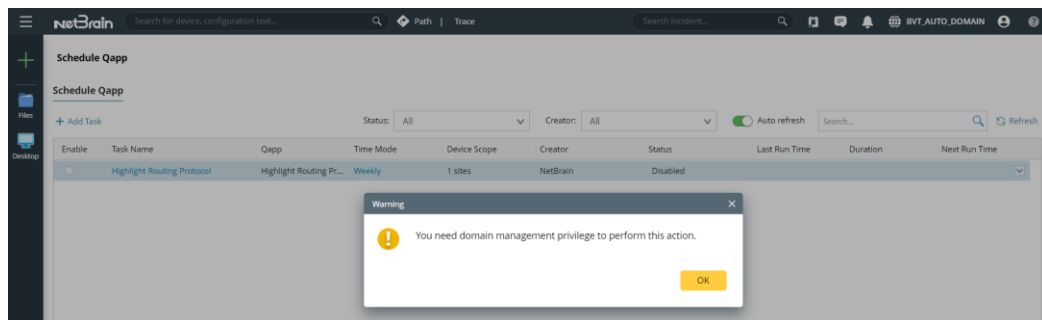 NetBrain
Search for device, configuration text...
Path | Trace
Search Incident...
BVT_AUTO_DOMAIN
Schedule Qapp
Schedule Qapp
Files
Desktop
+ Add Task
Status: All
Creator: All
Auto refresh
Search...
Refresh
Enable Task Name Qapp Time Mode Device Scope Creator Status Last Run Time Duration Next Run Time
Highlight Routing Protocol Highlight Routing Pr... Weekly 1 sites NetBrain Disabled
Warning
You need domain management privilege to perform this action.
OK